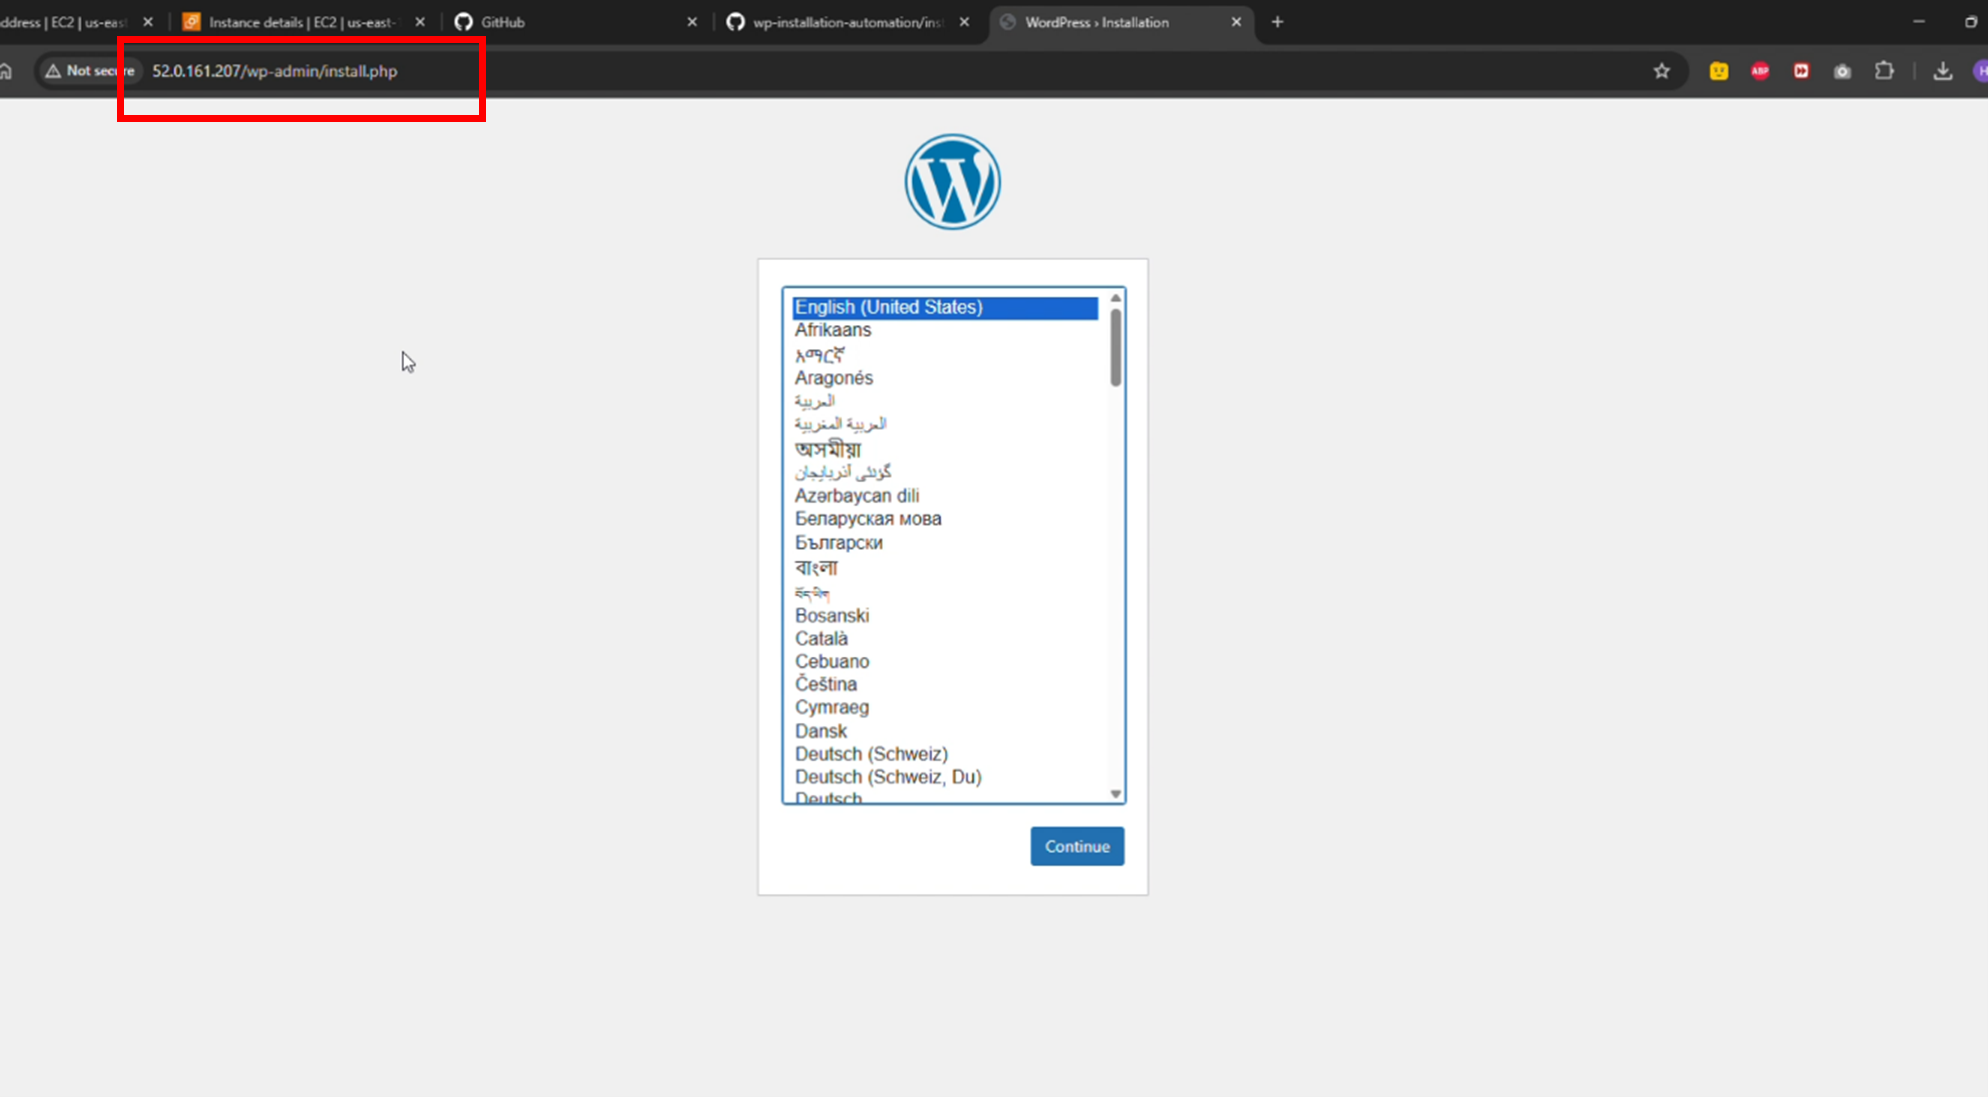 ddress | EC2 | us-east
Instance details | EC2 | us-east-
GitHub
wp-installation-automation/ins
WordPress › Installation
Not secure
52.0.161.207/wp-admin/install.php
ABP
H
English (United States)
Afrikaans
አማርኛ
Aragonés
العربية
العربية المغربية
অসমীয়া
گؤنئی آذربایجان
Azərbaycan dili
Беларуская мова
Български
বাংলা
བོད་ཡིག
Bosanski
Català
Cebuano
Čeština
Cymraeg
Dansk
Deutsch (Schweiz)
Deutsch (Schweiz, Du)
Deutsch
Continue